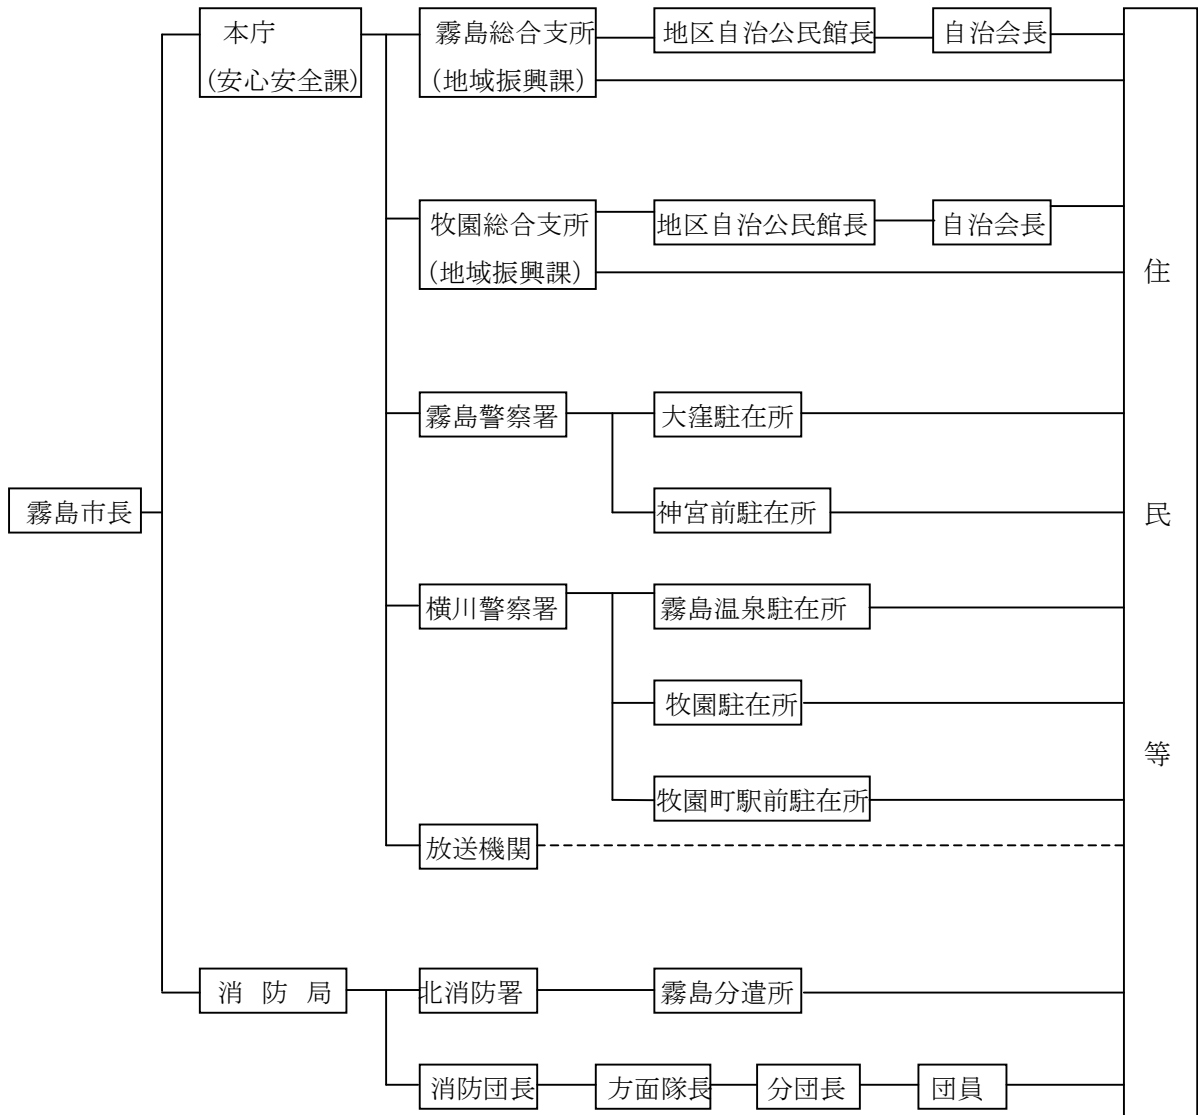 本庁
(安心安全課)
霧島総合支所
(地域振興課)
地区自治公民館長
自治会長
牧園総合支所
(地域振興課)
地区自治公民館長
自治会長
霧島警察署
大窪駐在所
霧島市長
神宮前駐在所
横川警察署
霧島温泉駐在所
牧園駐在所
牧園町駅前駐在所
放送機関
消防局
北消防署
霧島分遣所
消防団長
方面隊長
分団長
団員
住
民
等